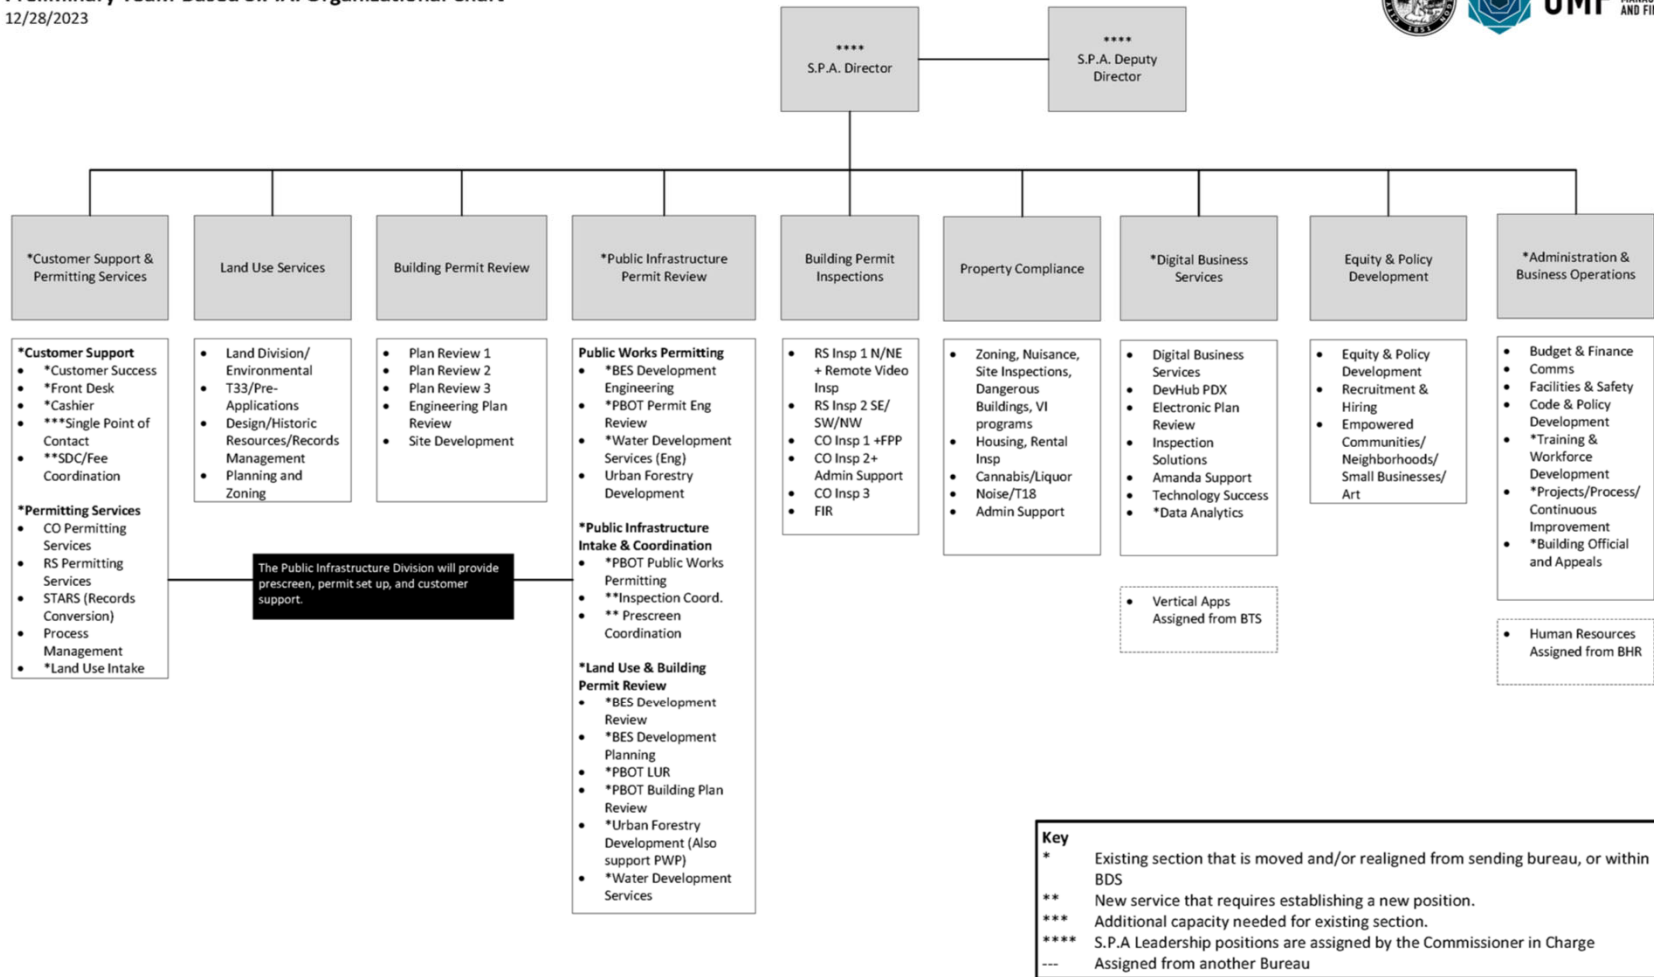 12/28/2023
****
S.P.A. Director
****
S.P.A. Deputy
Director
*Customer Support &
Permitting Services
Land Use Services
Building Permit Review
*Public Infrastructure
Permit Review
Building Permit
Inspections
Property Compliance
*Digital Business
Services
Equity & Policy
Development
*Administration &
Business Operations
*Customer Support
• *Customer Success
• *Front Desk
• *Cashier
• ***Single Point of
Contact
• **SDC/Fee
Coordination
*Permitting Services
• CO Permitting
Services
• RS Permitting
Services
• STARS (Records
Conversion)
• Process
Management
• *Land Use Intake
• Land Division/
Environmental
• T33/Pre-
Applications
• Design/Historic
Resources/Records
Management
• Planning and
Zoning
• Plan Review 1
• Plan Review 2
• Plan Review 3
• Engineering Plan
Review
• Site Development
The Public Infrastructure Division will provide
prescreen, permit set up, and customer
support.
Public Works Permitting
• *BES Development
Engineering
• *PBOT Permit Eng
Review
• *Water Development
Services (Eng)
• Urban Forestry
Development
*Public Infrastructure
Intake & Coordination
• *PBOT Public Works
Permitting
• **Inspection Coord.
• ** Prescreen
Coordination
*Land Use & Building
Permit Review
• *BES Development
Review
• *BES Development
Planning
• *PBOT LUR
• *PBOT Building Plan
Review
• *Urban Forestry
Development (Also
support PWP)
• *Water Development
Services
• RS Insp 1 N/NE
+ Remote Video
Insp
• RS Insp 2 SE/
SW/NW
• CO Insp 1 +FPP
• CO Insp 2+
Admin Support
• CO Insp 3
• FIR
• Zoning, Nuisance,
Site Inspections,
Dangerous
Buildings, VI
programs
• Housing, Rental
Insp
• Cannabis/Liquor
• Noise/T18
• Admin Support
• Digital Business
Services
• DevHub PDX
• Electronic Plan
Review
• Inspection
Solutions
• Amanda Support
• Technology Success
• *Data Analytics
• Vertical Apps
Assigned from BTS
• Equity & Policy
Development
• Recruitment &
Hiring
• Empowered
Communities/
Neighborhoods/
Small Businesses/
Art
• Budget & Finance
• Comms
• Facilities & Safety
• Code & Policy
Development
• *Training &
Workforce
Development
• *Projects/Process/
Continuous
Improvement
• *Building Official
and Appeals
• Human Resources
Assigned from BHR
Key
* Existing section that is moved and/or realigned from sending bureau, or within
BDS
** New service that requires establishing a new position.
*** Additional capacity needed for existing section.
**** S.P.A Leadership positions are assigned by the Commissioner in Charge
--- Assigned from another Bureau